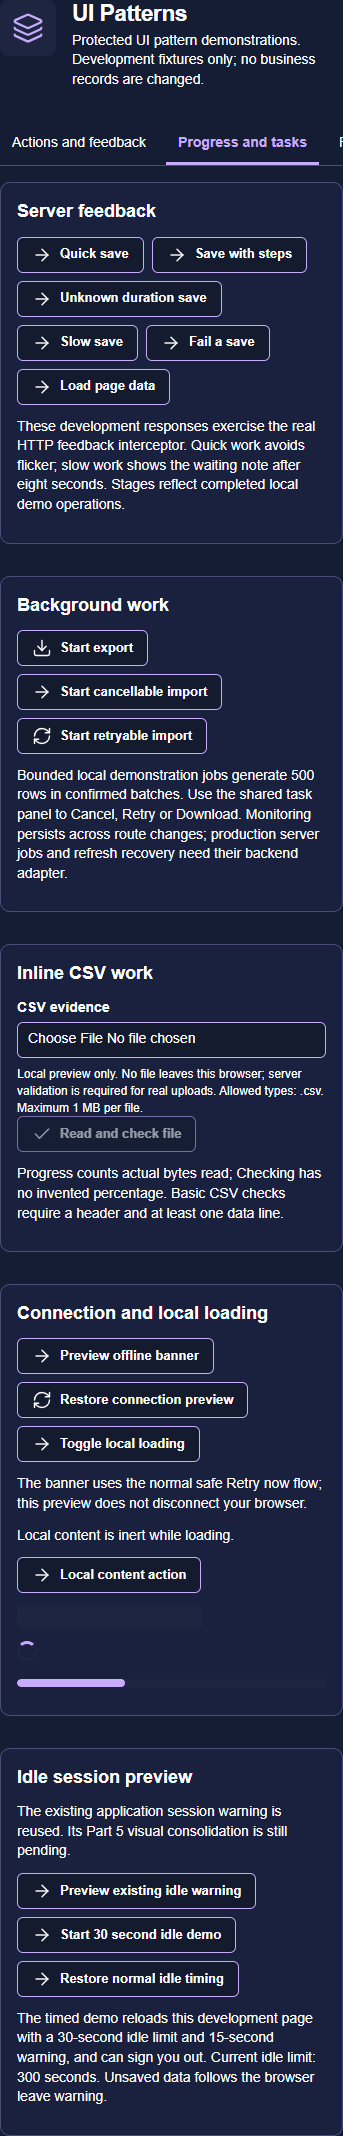 UI Patterns
Protected UI pattern demonstrations.
Development fixtures only; no business
records are changed.
Actions and feedback
Progress and tasks
Server feedback
Quick save
Save with steps
Unknown duration save
Slow save
Fail a save
Load page data
These development responses exercise the real
HTTP feedback interceptor. Quick work avoids
flicker; slow work shows the waiting note after
eight seconds. Stages reflect completed local
demo operations.
Background work
Start export
Start cancellable import
Start retryable import
Bounded local demonstration jobs generate 500
rows in confirmed batches. Use the shared task
panel to Cancel, Retry or Download. Monitoring
persists across route changes; production server
jobs and refresh recovery need their backend
adapter.
Inline CSV work
CSV evidence
Choose File No file chosen
Local preview only. No file leaves this browser; server
validation is required for real uploads. Allowed types: .csv.
Maximum 1 MB per file.
Read and check file
Progress counts actual bytes read; Checking has
no invented percentage. Basic CSV checks
require a header and at least one data line.
Connection and local loading
Preview offline banner
Restore connection preview
Toggle local loading
The banner uses the normal safe Retry now flow;
this preview does not disconnect your browser.
Local content is inert while loading.
Local content action
Idle session preview
The existing application session warning is
reused. Its Part 5 visual consolidation is still
pending.
Preview existing idle warning
Start 30 second idle demo
Restore normal idle timing
The timed demo reloads this development page
with a 30-second idle limit and 15-second
warning, and can sign you out. Current idle limit:
300 seconds. Unsaved data follows the browser
leave warning.